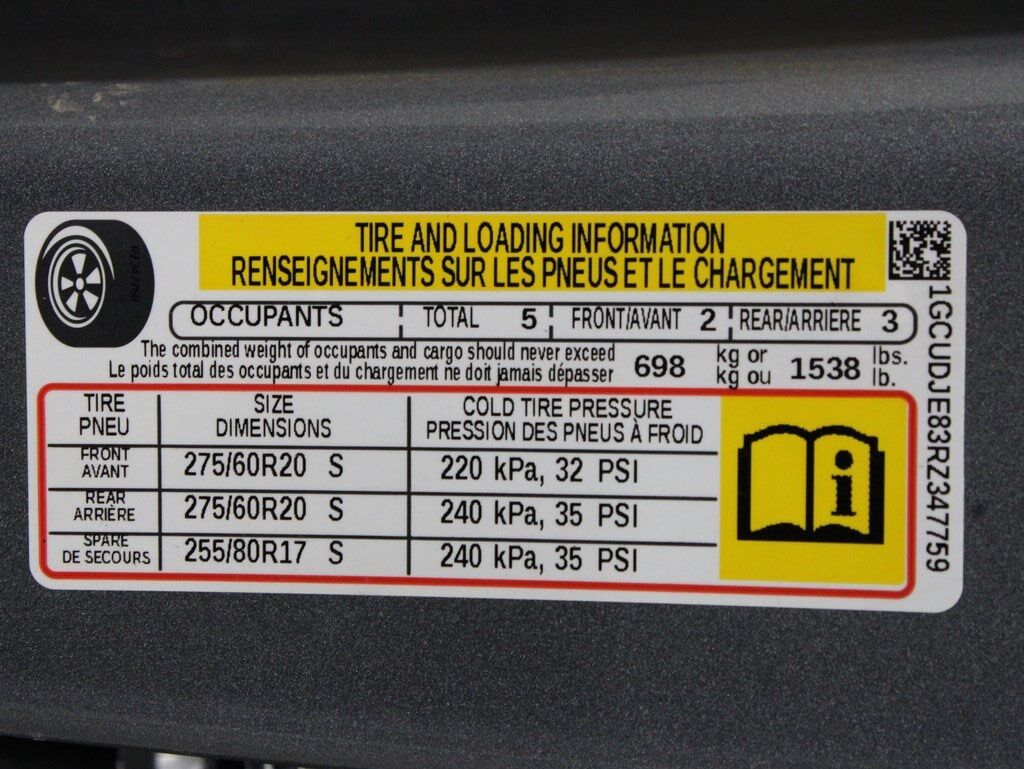 TIRE AND LOADING INFORMATION
RENSEIGNEMENTS SUR LES PNEUS ET LE CHARGEMENT
OCCUPANTS TOTAL 5 FRONT/AVANT 2 REAR/ARRIERE 3
The combined weight of occupants and cargo should never exceed 698 kg or 1538 lbs.
Le poids total des occupants et du chargement ne doit jamais dépasser kg ou lb.
TIRE SIZE COLD TIRE PRESSURE
PNEU DIMENSIONS PRESSION DES PNEUS À FROID
FRONT
AVANT 275/60R20 S 220 kPa, 32 PSI
REAR
ARRIÈRE 275/60R20 S 240 kPa, 35 PSI
SPARE
DE SECOURS 255/80R17 S 240 kPa, 35 PSI
1GCUDJE83RZ347759